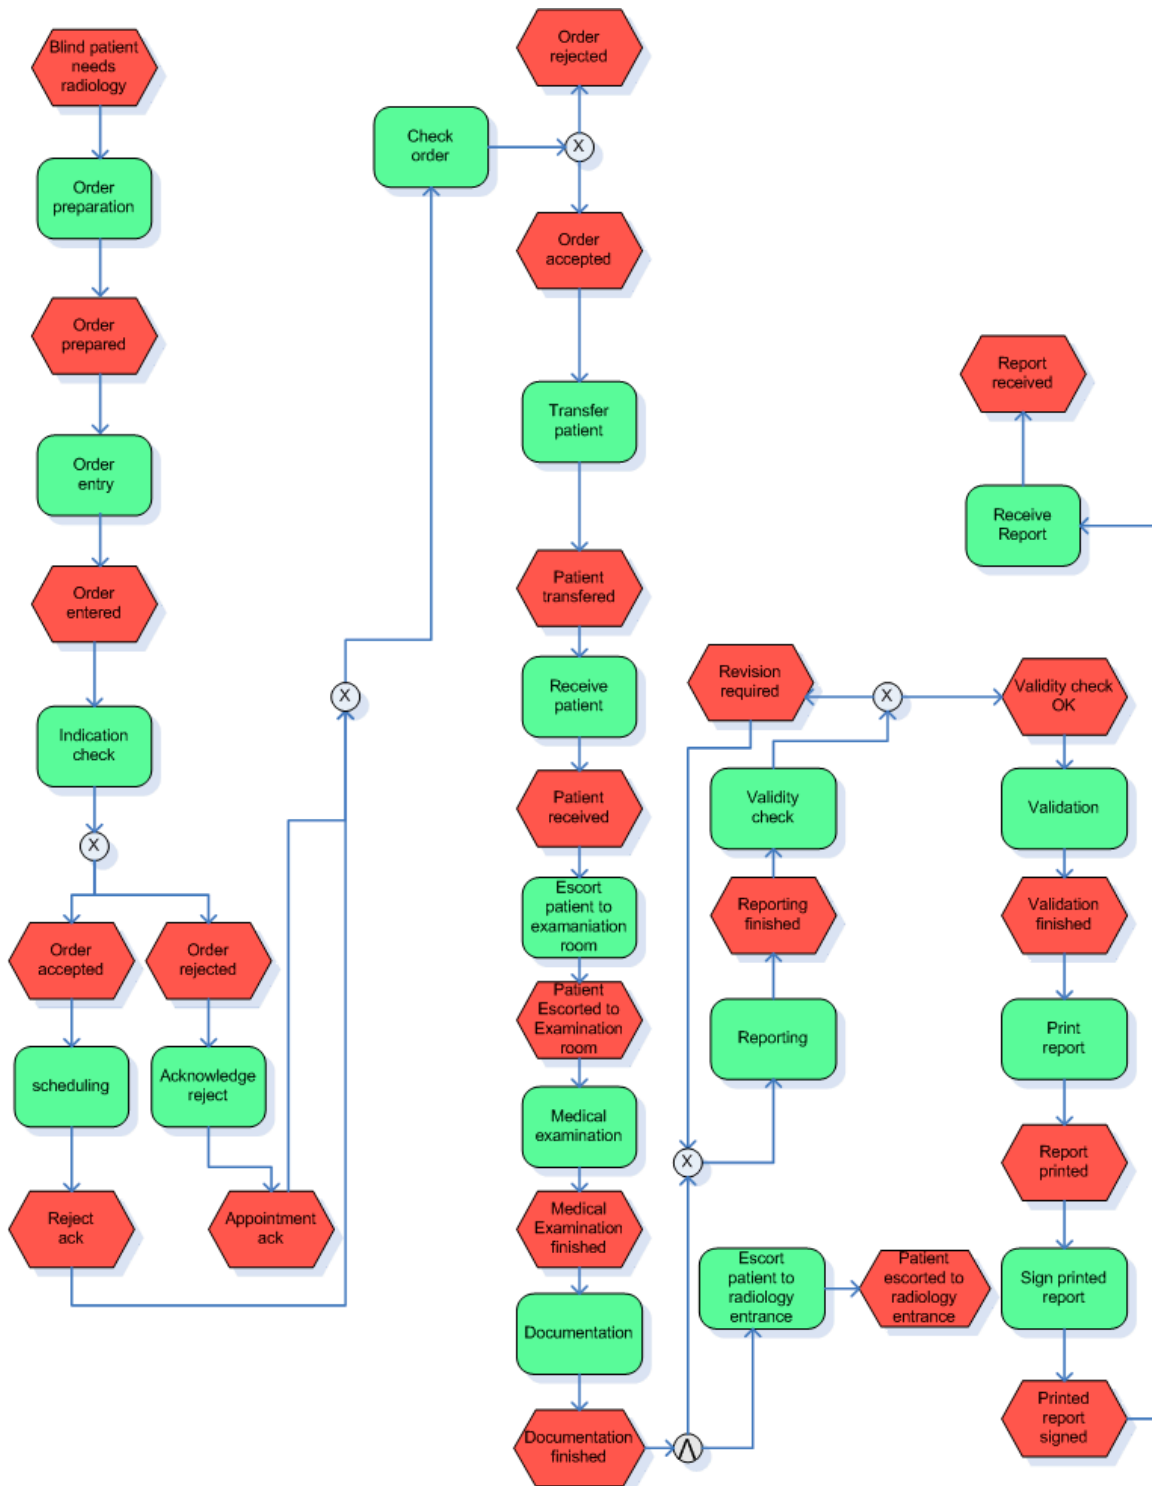 Blind patient
needs
radiology
Order
preparation
Order
prepared
Order
entry
Order
entered
Indication
check
X
Order
accepted
Order
rejected
scheduling
Acknowledge
reject
Reject
ack
Appointment
ack
X
Check
order
Order
rejected
X
Order
accepted
Transfer
patient
Patient
transfered
Receive
patient
Patient
received
Escort
patient to
examaniation
room
Patient
Escorted to
Examination
room
Medical
examination
Medical
Examination
finished
Documentation
Documentation
finished
Λ
X
Escort
patient to
radiology
entrance
Patient
escorted to
radiology
entrance
Reporting
Reporting
finished
Validity
check
X
Revision
required
Validity check
OK
Validation
Validation
finished
Print
report
Report
printed
Sign printed
report
Printed
report
signed
Receive
Report
Report
received